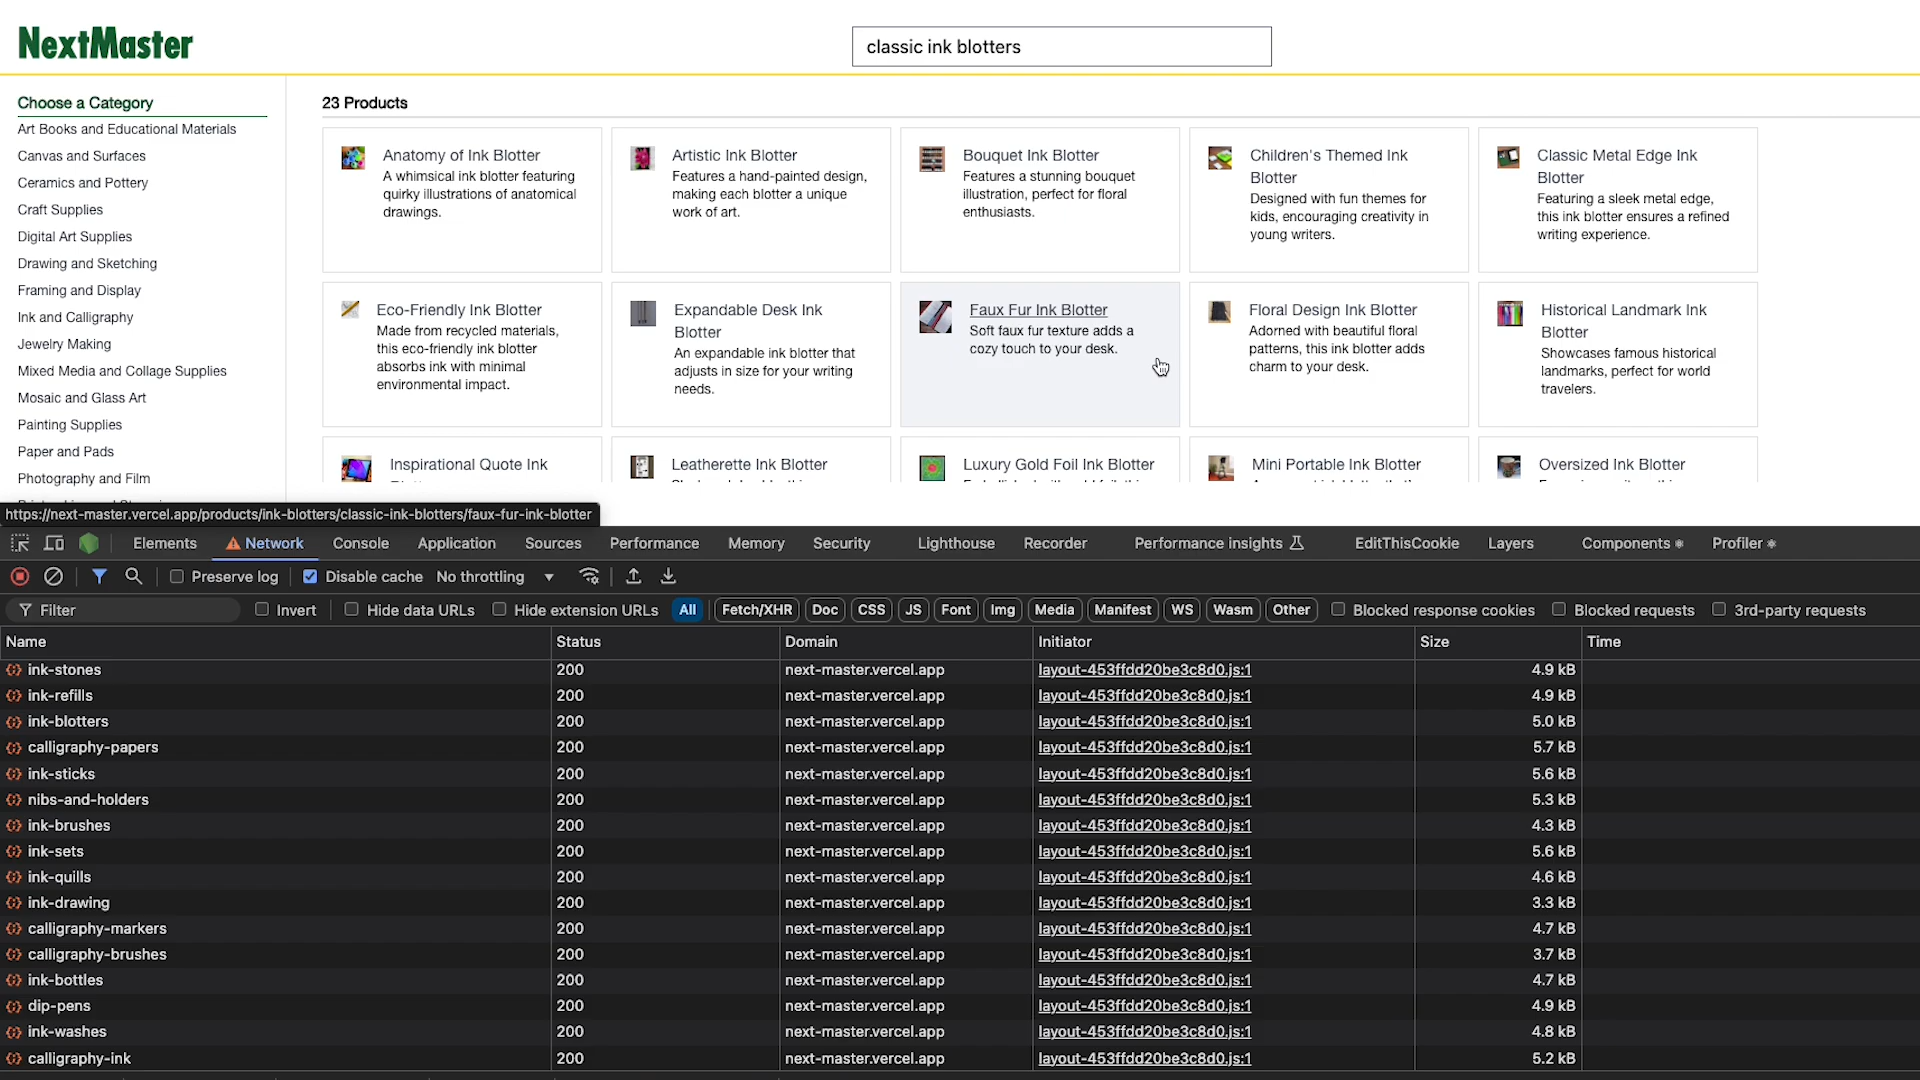 NextMaster
classic ink blotters
Choose a Category
Art Books and Educational Materials
Canvas and Surfaces
Ceramics and Pottery
Craft Supplies
Digital Art Supplies
Drawing and Sketching
Framing and Display
Ink and Calligraphy
Jewelry Making
Mixed Media and Collage Supplies
Mosaic and Glass Art
Painting Supplies
Paper and Pads
Photography and Film
23 Products
Anatomy of Ink Blotter
A whimsical ink blotter featuring
quirky illustrations of anatomical
drawings.
Artistic Ink Blotter
Features a hand-painted design,
making each blotter a unique
work of art.
Bouquet Ink Blotter
Features a stunning bouquet
illustration, perfect for floral
enthusiasts.
Children's Themed Ink
Blotter
Designed with fun themes for
kids, encouraging creativity in
young writers.
Classic Metal Edge Ink
Blotter
Featuring a sleek metal edge,
this ink blotter ensures a refined
writing experience.
Eco-Friendly Ink Blotter
Made from recycled materials,
this eco-friendly ink blotter
absorbs ink with minimal
environmental impact.
Expandable Desk Ink
Blotter
An expandable ink blotter that
adjusts in size for your writing
needs.
Faux Fur Ink Blotter
Soft faux fur texture adds a
cozy touch to your desk.
Floral Design Ink Blotter
Adorned with beautiful floral
patterns, this ink blotter adds
charm to your desk.
Historical Landmark Ink
Blotter
Showcases famous historical
landmarks, perfect for world
travelers.
Inspirational Quote Ink
Leatherette Ink Blotter
Luxury Gold Foil Ink Blotter
Mini Portable Ink Blotter
Oversized Ink Blotter
https://next-master.vercel.app/products/ink-blotters/classic-ink-blotters/faux-fur-ink-blotter
Elements Network Console Application Sources Performance Memory Security Lighthouse Recorder Performance insights EditThisCookie Layers Components Profiler
Preserve log Disable cache No throttling
Filter Invert Hide data URLs Hide extension URLs All Fetch/XHR Doc CSS JS Font Img Media Manifest WS Wasm Other Blocked response cookies Blocked requests 3rd-party requests
Name Status Domain Initiator Size Time
ink-stones 200 next-master.vercel.app layout-453ffdd20be3c8d0.js:1 4.9 kB
ink-refills 200 next-master.vercel.app layout-453ffdd20be3c8d0.js:1 4.9 kB
ink-blotters 200 next-master.vercel.app layout-453ffdd20be3c8d0.js:1 5.0 kB
calligraphy-papers 200 next-master.vercel.app layout-453ffdd20be3c8d0.js:1 5.7 kB
ink-sticks 200 next-master.vercel.app layout-453ffdd20be3c8d0.js:1 5.6 kB
nibs-and-holders 200 next-master.vercel.app layout-453ffdd20be3c8d0.js:1 5.3 kB
ink-brushes 200 next-master.vercel.app layout-453ffdd20be3c8d0.js:1 4.3 kB
ink-sets 200 next-master.vercel.app layout-453ffdd20be3c8d0.js:1 5.6 kB
ink-quills 200 next-master.vercel.app layout-453ffdd20be3c8d0.js:1 4.6 kB
ink-drawing 200 next-master.vercel.app layout-453ffdd20be3c8d0.js:1 3.3 kB
calligraphy-markers 200 next-master.vercel.app layout-453ffdd20be3c8d0.js:1 4.7 kB
calligraphy-brushes 200 next-master.vercel.app layout-453ffdd20be3c8d0.js:1 3.7 kB
ink-bottles 200 next-master.vercel.app layout-453ffdd20be3c8d0.js:1 4.7 kB
dip-pens 200 next-master.vercel.app layout-453ffdd20be3c8d0.js:1 4.9 kB
ink-washes 200 next-master.vercel.app layout-453ffdd20be3c8d0.js:1 4.8 kB
calligraphy-ink 200 next-master.vercel.app layout-453ffdd20be3c8d0.js:1 5.2 kB